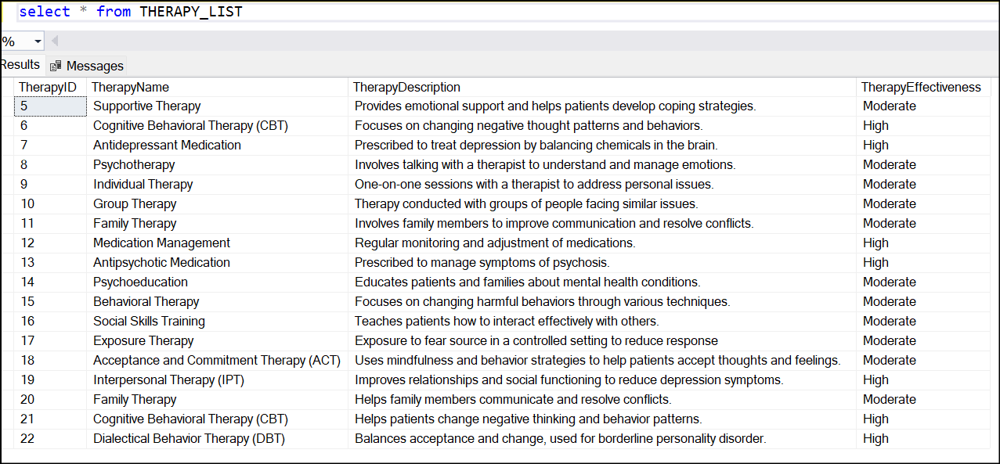 select * from THERAPY_LIST
%
Results Messages
TherapyID TherapyName TherapyDescription TherapyEffectiveness
5 Supportive Therapy Provides emotional support and helps patients develop coping strategies. Moderate
6 Cognitive Behavioral Therapy (CBT) Focuses on changing negative thought patterns and behaviors. High
7 Antidepressant Medication Prescribed to treat depression by balancing chemicals in the brain. High
8 Psychotherapy Involves talking with a therapist to understand and manage emotions. Moderate
9 Individual Therapy One-on-one sessions with a therapist to address personal issues. Moderate
10 Group Therapy Therapy conducted with groups of people facing similar issues. Moderate
11 Family Therapy Involves family members to improve communication and resolve conflicts. Moderate
12 Medication Management Regular monitoring and adjustment of medications. High
13 Antipsychotic Medication Prescribed to manage symptoms of psychosis. High
14 Psychoeducation Educates patients and families about mental health conditions. Moderate
15 Behavioral Therapy Focuses on changing harmful behaviors through various techniques. Moderate
16 Social Skills Training Teaches patients how to interact effectively with others. Moderate
17 Exposure Therapy Exposure to fear source in a controlled setting to reduce response Moderate
18 Acceptance and Commitment Therapy (ACT) Uses mindfulness and behavior strategies to help patients accept thoughts and feelings. Moderate
19 Interpersonal Therapy (IPT) Improves relationships and social functioning to reduce depression symptoms. High
20 Family Therapy Helps family members communicate and resolve conflicts. Moderate
21 Cognitive Behavioral Therapy (CBT) Helps patients change negative thinking and behavior patterns. High
22 Dialectical Behavior Therapy (DBT) Balances acceptance and change, used for borderline personality disorder. High